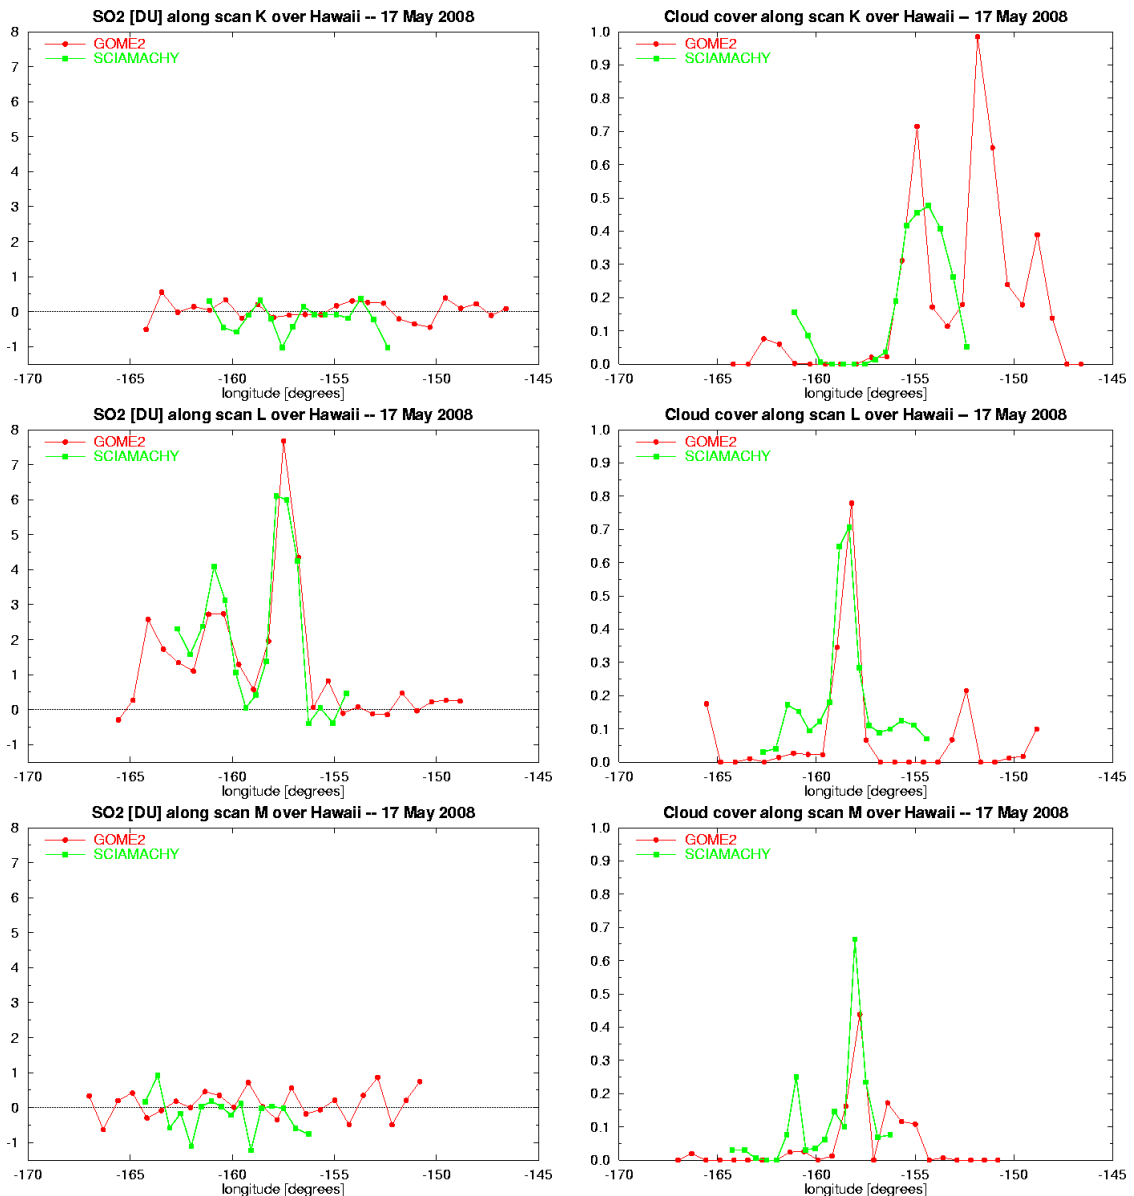 SO2 [DU] along scan K over Hawaii -- 17 May 2008
8
7
6
5
4
3
2
1
0
-1
GOME2
SCIAMACHY
-170 -165 -160 -155 -150 -145
longitude [degrees]
Cloud cover along scan K over Hawaii -- 17 May 2008
1.0
0.9
0.8
0.7
0.6
0.5
0.4
0.3
0.2
0.1
0.0
GOME2
SCIAMACHY
-170 -165 -160 -155 -150 -145
longitude [degrees]
SO2 [DU] along scan L over Hawaii -- 17 May 2008
8
7
6
5
4
3
2
1
0
-1
GOME2
SCIAMACHY
-170 -165 -160 -155 -150 -145
longitude [degrees]
Cloud cover along scan L over Hawaii -- 17 May 2008
1.0
0.9
0.8
0.7
0.6
0.5
0.4
0.3
0.2
0.1
0.0
GOME2
SCIAMACHY
-170 -165 -160 -155 -150 -145
longitude [degrees]
SO2 [DU] along scan M over Hawaii -- 17 May 2008
8
7
6
5
4
3
2
1
0
-1
GOME2
SCIAMACHY
-170 -165 -160 -155 -150 -145
longitude [degrees]
Cloud cover along scan M over Hawaii -- 17 May 2008
1.0
0.9
0.8
0.7
0.6
0.5
0.4
0.3
0.2
0.1
0.0
GOME2
SCIAMACHY
-170 -165 -160 -155 -150 -145
longitude [degrees]